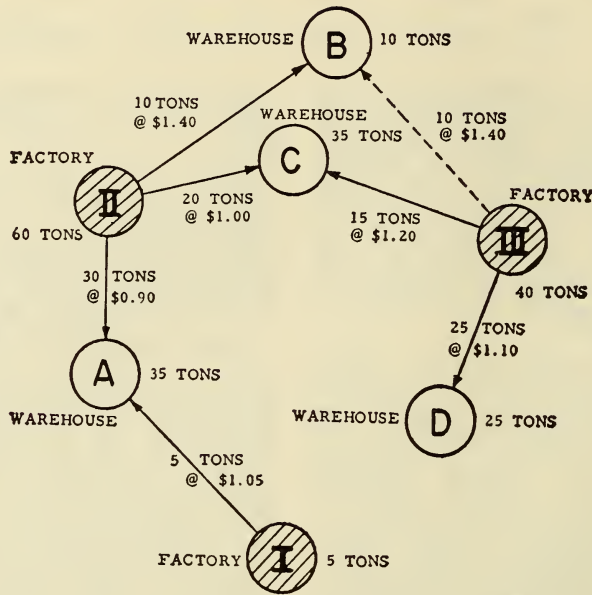 WAREHOUSE B 10 TONS
10 TONS
@ $1.40
WAREHOUSE
35 TONS
C
10
TONS
@ $1.40
FACTORY
II
60 TONS
20 TONS
@ $1.00
15 TONS
@ $1.20
FACTORY
III
40 TONS
30
TONS
@ $0.90
25
TONS
@ $1.10
A 35 TONS
WAREHOUSE
WAREHOUSE D 25 TONS
5 TONS
@ $1.05
FACTORY I 5 TONS